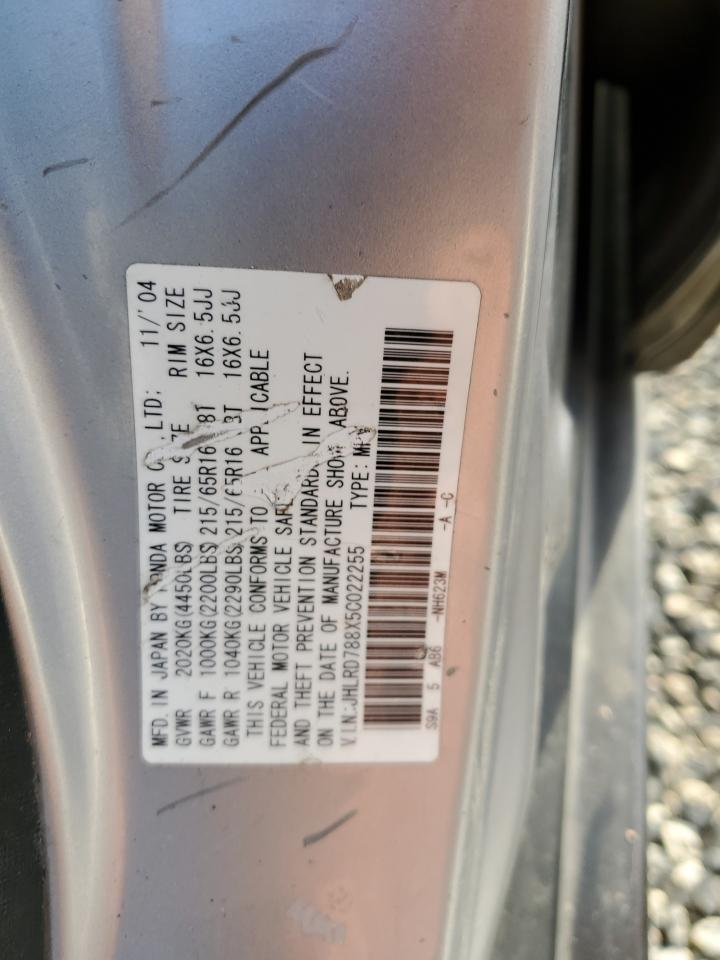 MFD. IN JAPAN BY HONDA MOTOR CO., LTD. 11/'04
GVWR 2020KG(4450LBS) TIRE SIZE RIM SIZE
GAWR F 1000KG(2200LBS) 215/65R16 98T 16X6.5JJ
GAWR R 1040KG(2290LBS) 215/65R16 98T 16X6.5JJ
THIS VEHICLE CONFORMS TO APPLICABLE
FEDERAL MOTOR VEHICLE SAFETY
AND THEFT PREVENTION STANDARDS IN EFFECT
ON THE DATE OF MANUFACTURE SHOWN ABOVE.
V.I.N.:JHLRD788X5C022255 TYPE: MPV
S9A 5 AB6 -NH623M -A -C